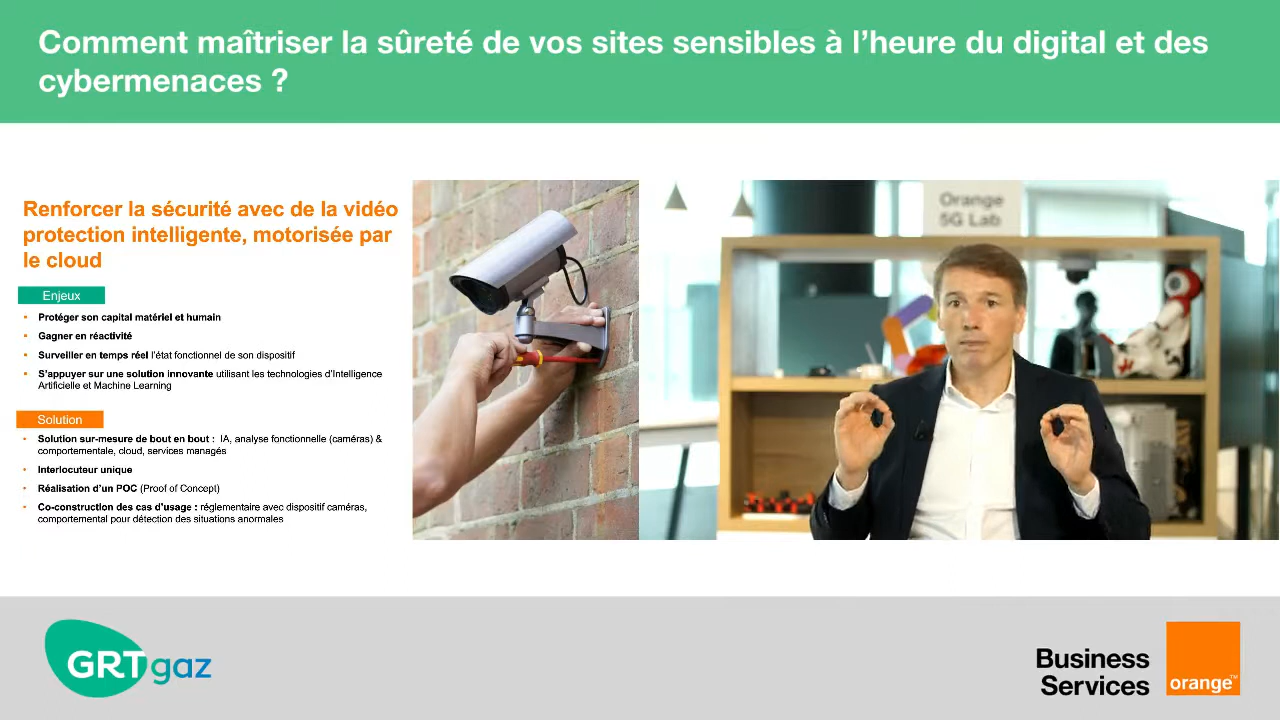 Comment maîtriser la sûreté de vos sites sensibles à l’heure du digital et des
cybermenaces ?
Renforcer la sécurité avec de la vidéo
protection intelligente, motorisée par
le cloud
Enjeux
• Protéger son capital matériel et humain
• Gagner en réactivité
• Surveiller en temps réel l’état fonctionnel de son dispositif
• S’appuyer sur une solution innovante utilisant les technologies d’Intelligence
Artificielle et Machine Learning
Solution
• Solution sur-mesure de bout en bout : IA, analyse fonctionnelle (caméras) &
comportementale, cloud, services managés
• Interlocuteur unique
• Réalisation d’un POC (Proof of Concept)
• Co-construction des cas d’usage : réglementaire avec dispositif caméras,
comportemental pour détection des situations anormales
Orange
5G Lab
GRTgaz
Business
Services
orange™